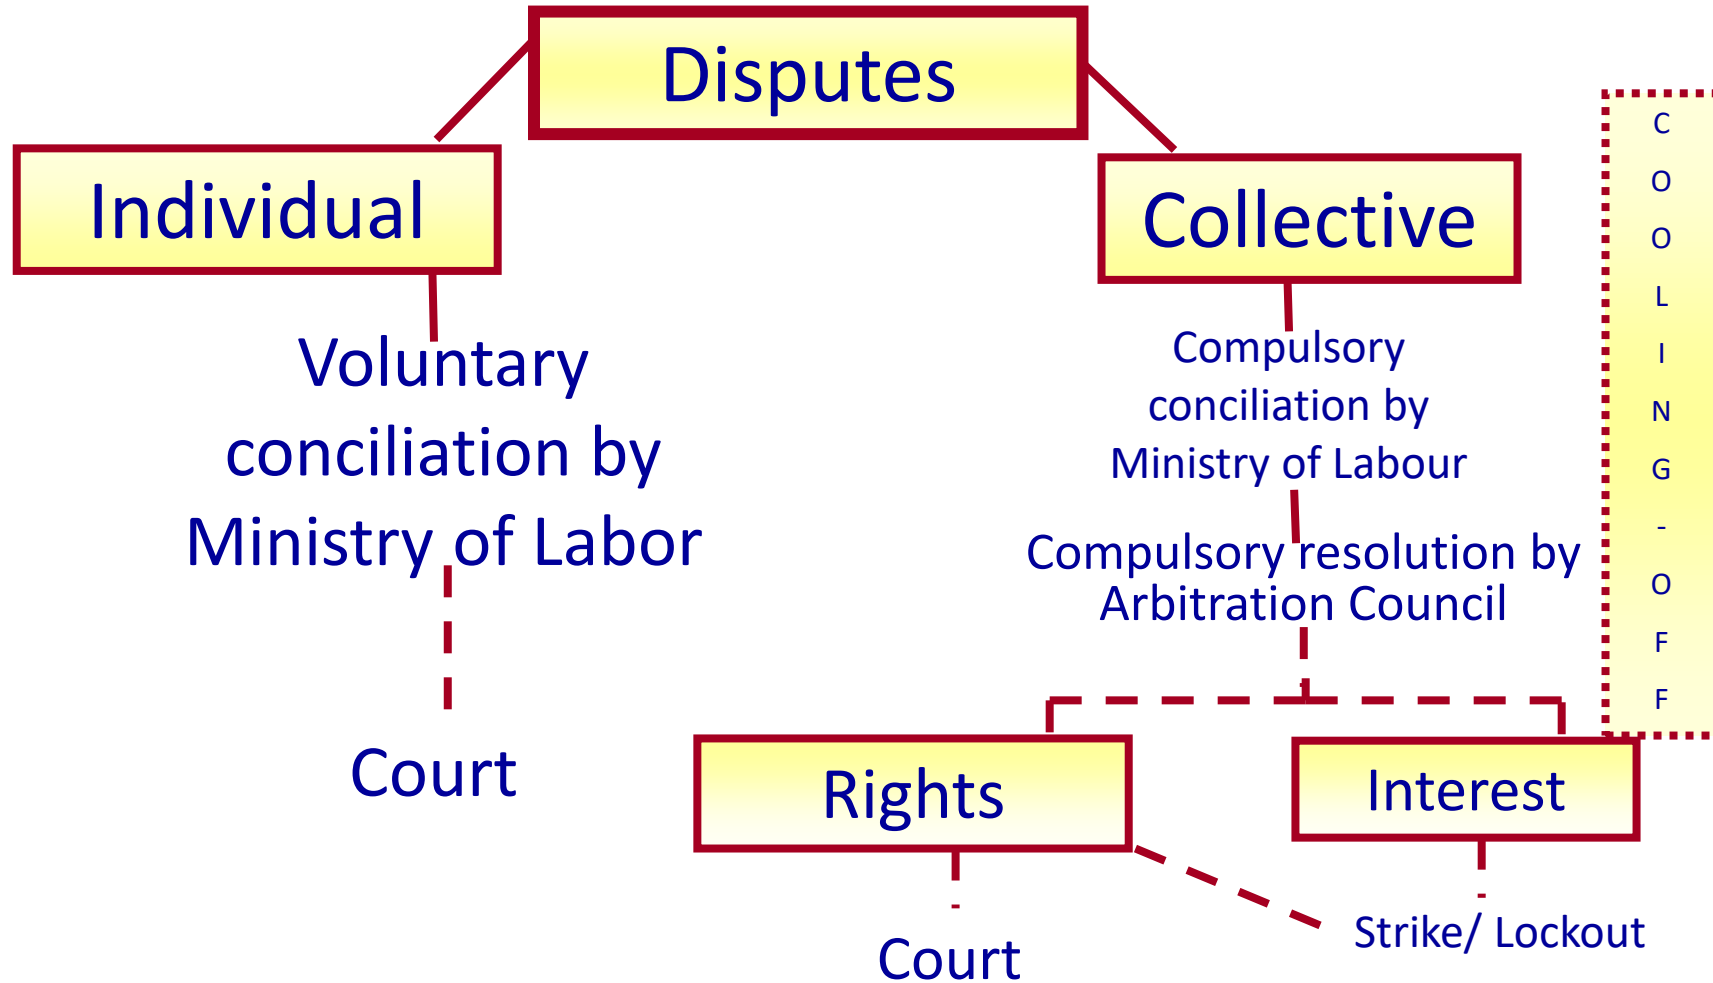 Disputes
Individual
Collective
Voluntary
conciliation by
Ministry of Labor
Court
Compulsory
conciliation by
Ministry of Labour
Compulsory resolution by
Arbitration Council
Rights
Interest
Court
Strike/ Lockout
C
O
O
L
I
N
G
-
O
F
F